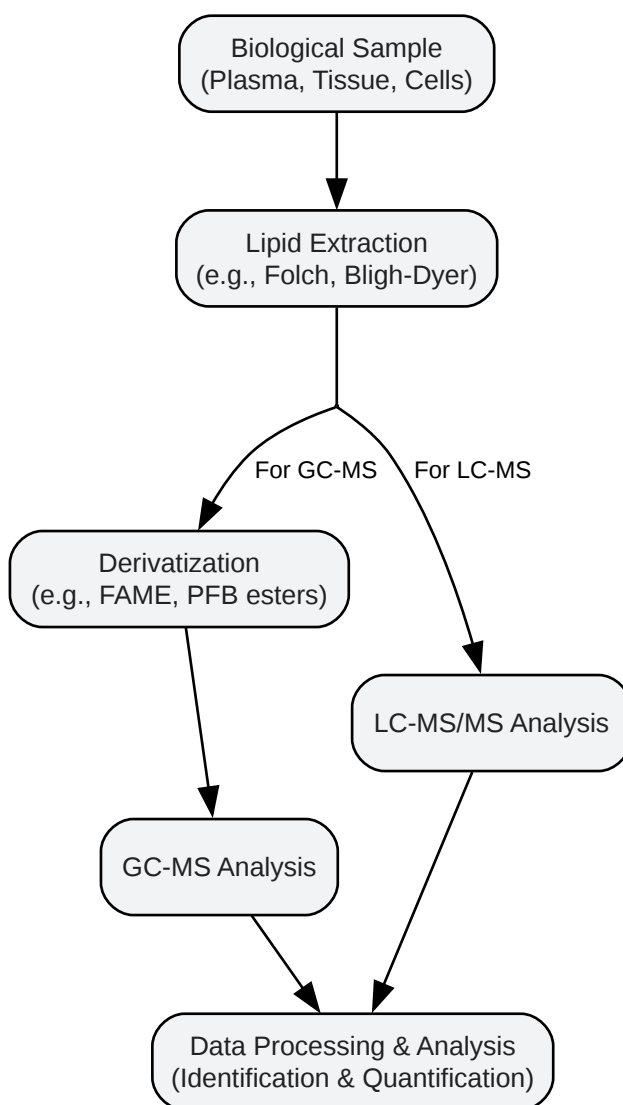 Biological Sample
(Plasma, Tissue, Cells)
Lipid Extraction
(e.g., Folch, Bligh-Dyer)
For GC-MS
For LC-MS
Derivatization
(e.g., FAME, PFB esters)
LC-MS/MS Analysis
GC-MS Analysis
Data Processing & Analysis
(Identification & Quantification)